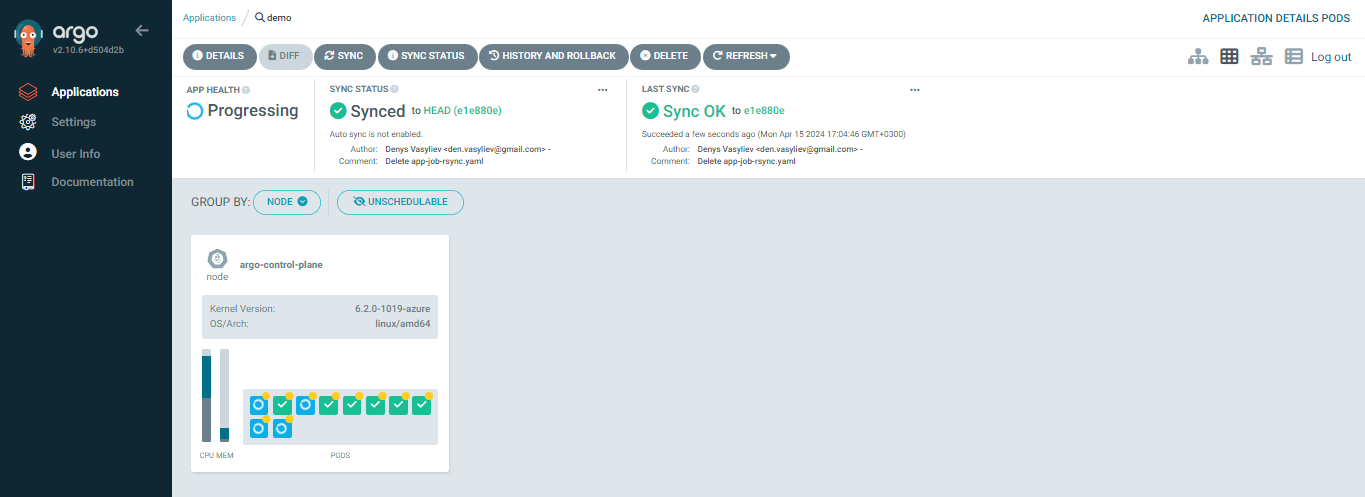 argo
v2.10.6+d504d2b
Applications
Settings
User Info
Documentation
Applications / demo
APPLICATION DETAILS PODS
DETAILS DIFF SYNC SYNC STATUS HISTORY AND ROLLBACK DELETE REFRESH
Log out
APP HEALTH
Progressing
SYNC STATUS
Synced to HEAD (e1e880e)
Auto sync is not enabled.
Author: Denys Vasyliev <den.vasyliev@gmail.com> -
Comment: Delete app-job-rsync.yaml
LAST SYNC
Sync OK to e1e880e
Succeeded a few seconds ago (Mon Apr 15 2024 17:04:46 GMT+0300)
Author: Denys Vasyliev <den.vasyliev@gmail.com> -
Comment: Delete app-job-rsync.yaml
GROUP BY: NODE UNSCHEDULABLE
node
argo-control-plane
Kernel Version: 6.2.0-1019-azure
OS/Arch: linux/amd64
CPU MEM PODS